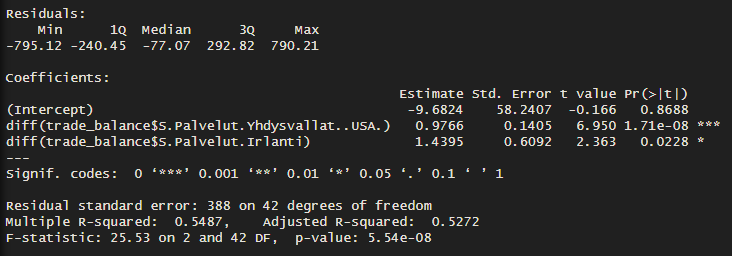 Residuals:
    Min      1Q  Median      3Q     Max
-795.12 -240.45  -77.07  292.82  790.21

Coefficients:
                                        Estimate Std. Error t value Pr(>|t|)
(Intercept)                              -9.6824    58.2407  -0.166   0.8688
diff(trade_balance$S.Palvelut.Yhdysvallat..USA.)   0.9766     0.1405   6.950 1.71e-08 ***
diff(trade_balance$S.Palvelut.Irlanti)   1.4395     0.6092   2.363   0.0228 *
---
Signif. codes:  0 ‘***’ 0.001 ‘**’ 0.01 ‘*’ 0.05 ‘.’ 0.1 ‘ ’ 1

Residual standard error: 388 on 42 degrees of freedom
Multiple R-squared:  0.5487,    Adjusted R-squared:  0.5272
F-statistic: 25.53 on 2 and 42 DF,  p-value: 5.54e-08